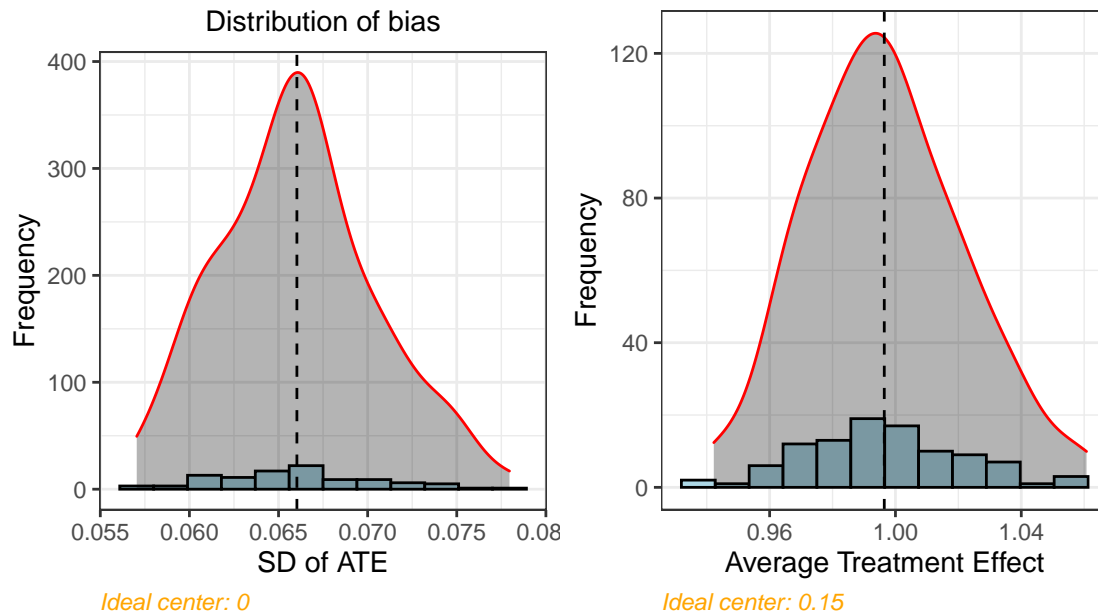 Distribution of bias
Frequency
400
300
200
100
0
0.055
0.060
0.065
0.070
0.075
0.08
SD of ATE
Ideal center: 0
Frequency
120
80
40
0
0.96
1.00
1.04
Average Treatment Effect
Ideal center: 0.15